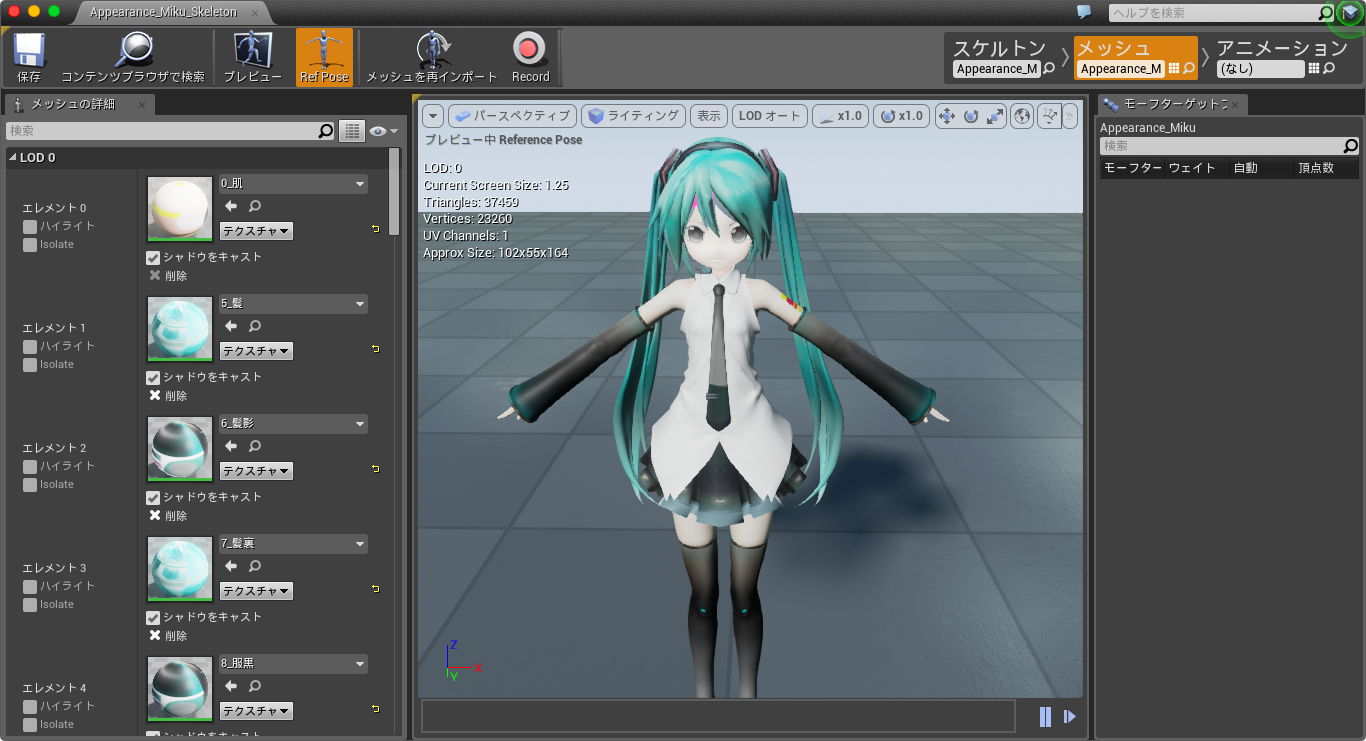 Appearance_Miku_Skeleton
ヘルプを検索
保存
コンテンツブラウザで検索
プレビュー
Ref Pose
メッシュを再インポート
Record
スケルトン
Appearance_M
メッシュ
Appearance_M
アニメーション
(なし)
メッシュの詳細
検索
LOD 0
エレメント 0
ハイライト
Isolate
0_肌
テクスチャ
シャドウをキャスト
削除
エレメント 1
ハイライト
Isolate
5_髪
テクスチャ
シャドウをキャスト
削除
エレメント 2
ハイライト
Isolate
6_髪影
テクスチャ
シャドウをキャスト
削除
エレメント 3
ハイライト
Isolate
7_髪裏
テクスチャ
シャドウをキャスト
削除
エレメント 4
ハイライト
Isolate
8_服黒
テクスチャ
シャドウをキャスト
パースペクティブ
ライティング
表示
LOD オート
x1.0
x1.0
プレビュー中 Reference Pose
LOD: 0
Current Screen Size: 1.25
Triangles: 37459
Vertices: 23260
UV Channels: 1
Approx Size: 102x55x164
Z
X
Y
モーフターゲットプ
Appearance_Miku
検索
モーフター ウェイト 自動 頂点数